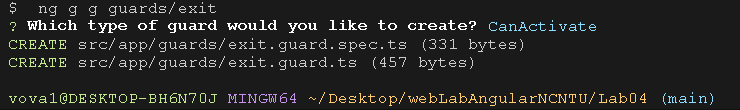 $ ng g g guards/exit
? Which type of guard would you like to create? CanActivate
CREATE src/app/guards/exit.guard.spec.ts (331 bytes)
CREATE src/app/guards/exit.guard.ts (457 bytes)
vova1@DESKTOP-BH6N70J MINGW64 ~/Desktop/webLabAngularNCNTU/Lab04 (main)